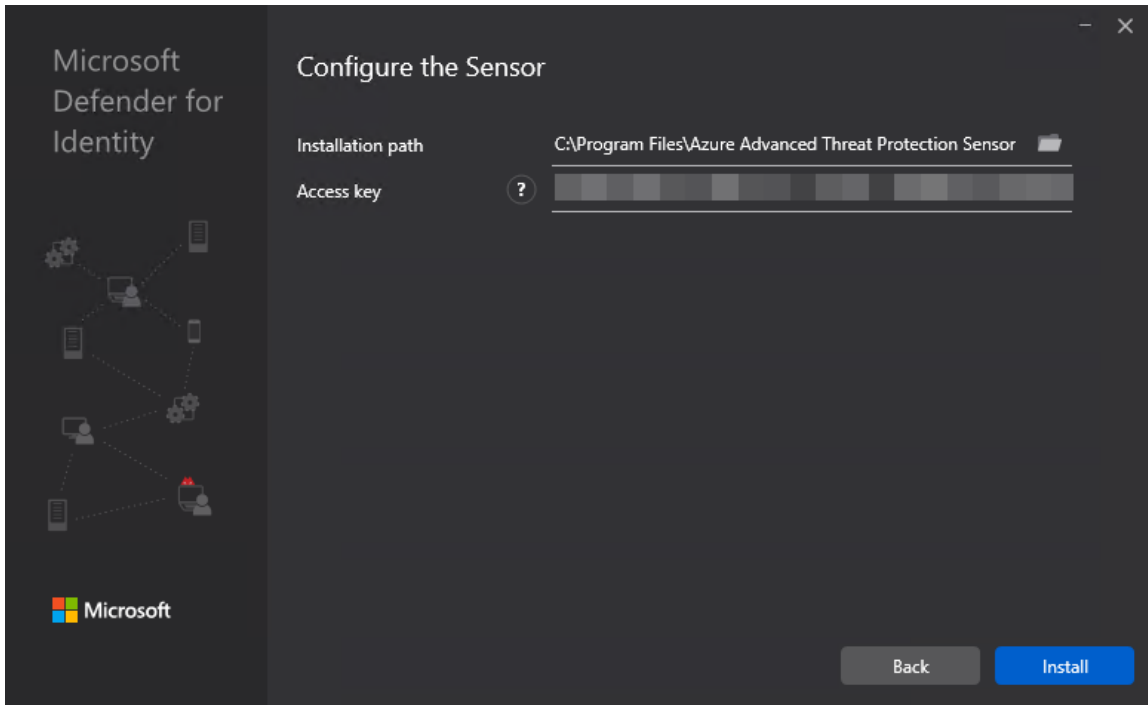 Microsoft
Defender for
Identity
Configure the Sensor
Installation path
C:\Program Files\Azure Advanced Threat Protection Sensor
Access key
?
Microsoft
Back
Install